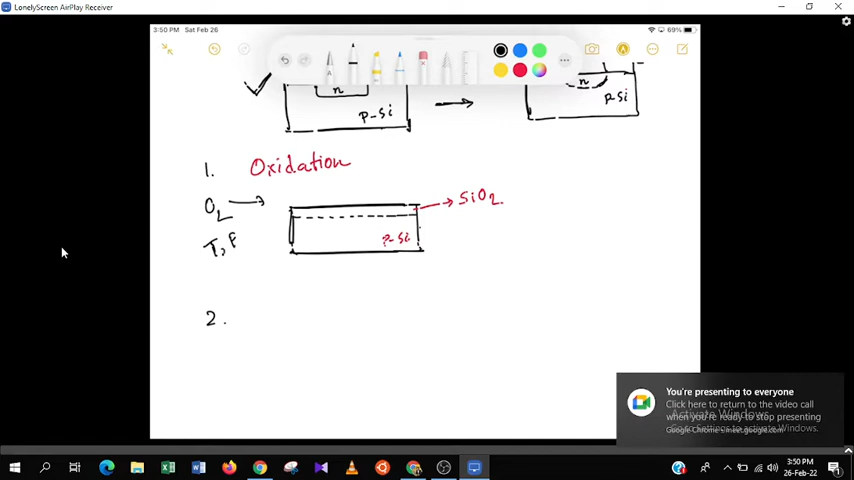 LonelyScreen AirPlay Receiver
3:50 PM Sat Feb 26
69%
n
p-Si
n
p-Si
1. Oxidation
O2
SiO2.
T, P
P-Si
2.
You're presenting to everyone
Click here to return to the video call
when you're ready to stop presenting
Google Chrome • meet.google.com
Activate Windows
Go to Settings to activate Windows.
3:50 PM
26-Feb-22